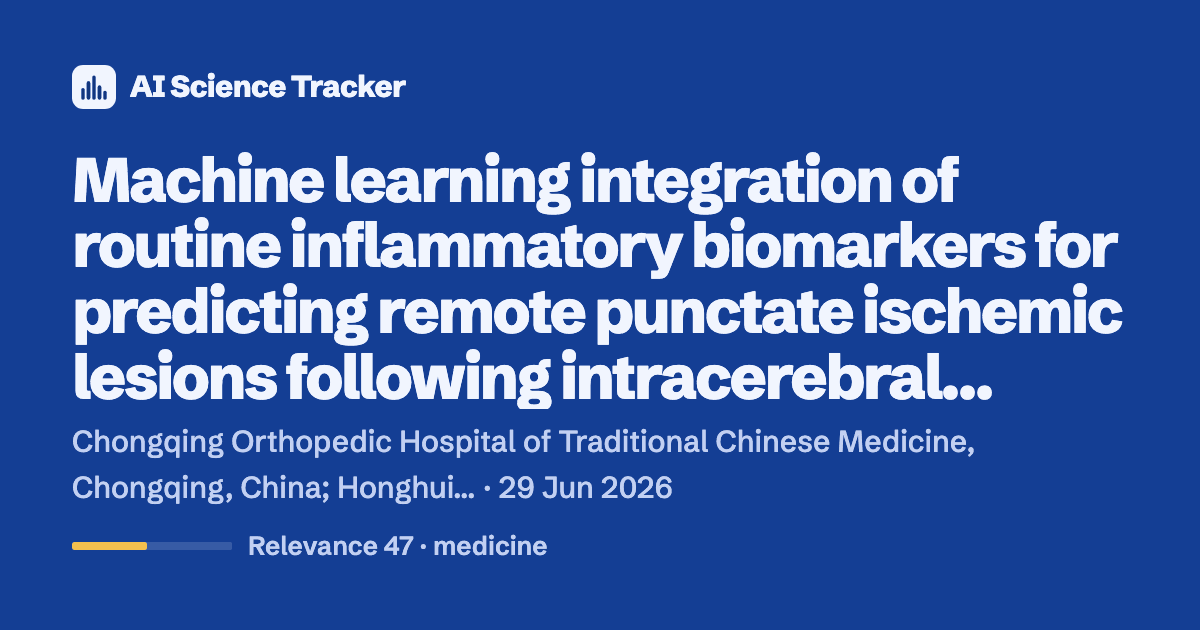 AI Science Tracker
Machine learning integration of
routine inflammatory biomarkers for
predicting remote punctate ischemic
lesions following intracerebral...
Chongqing Orthopedic Hospital of Traditional Chinese Medicine,
Chongqing, China; Honghui... · 29 Jun 2026
Relevance 47 · medicine